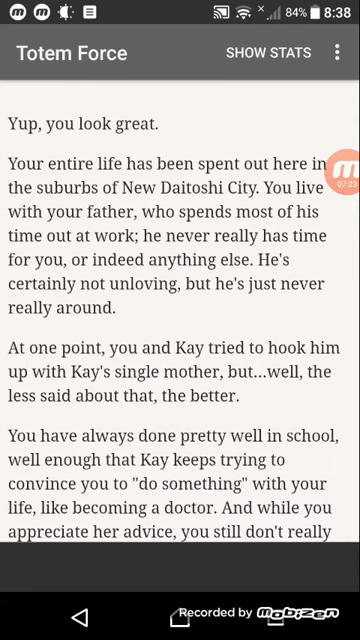 84% 8:38
Totem Force SHOW STATS
Yup, you look great.
Your entire life has been spent out here in
the suburbs of New Daitoshi City. You live
with your father, who spends most of his
time out at work; he never really has time
for you, or indeed anything else. He's
certainly not unloving, but he's just never
really around.
07:23
At one point, you and Kay tried to hook him
up with Kay's single mother, but...well, the
less said about that, the better.
You have always done pretty well in school,
well enough that Kay keeps trying to
convince you to "do something" with your
life, like becoming a doctor. And while you
appreciate her advice, you still don't really
Recorded by mobizen